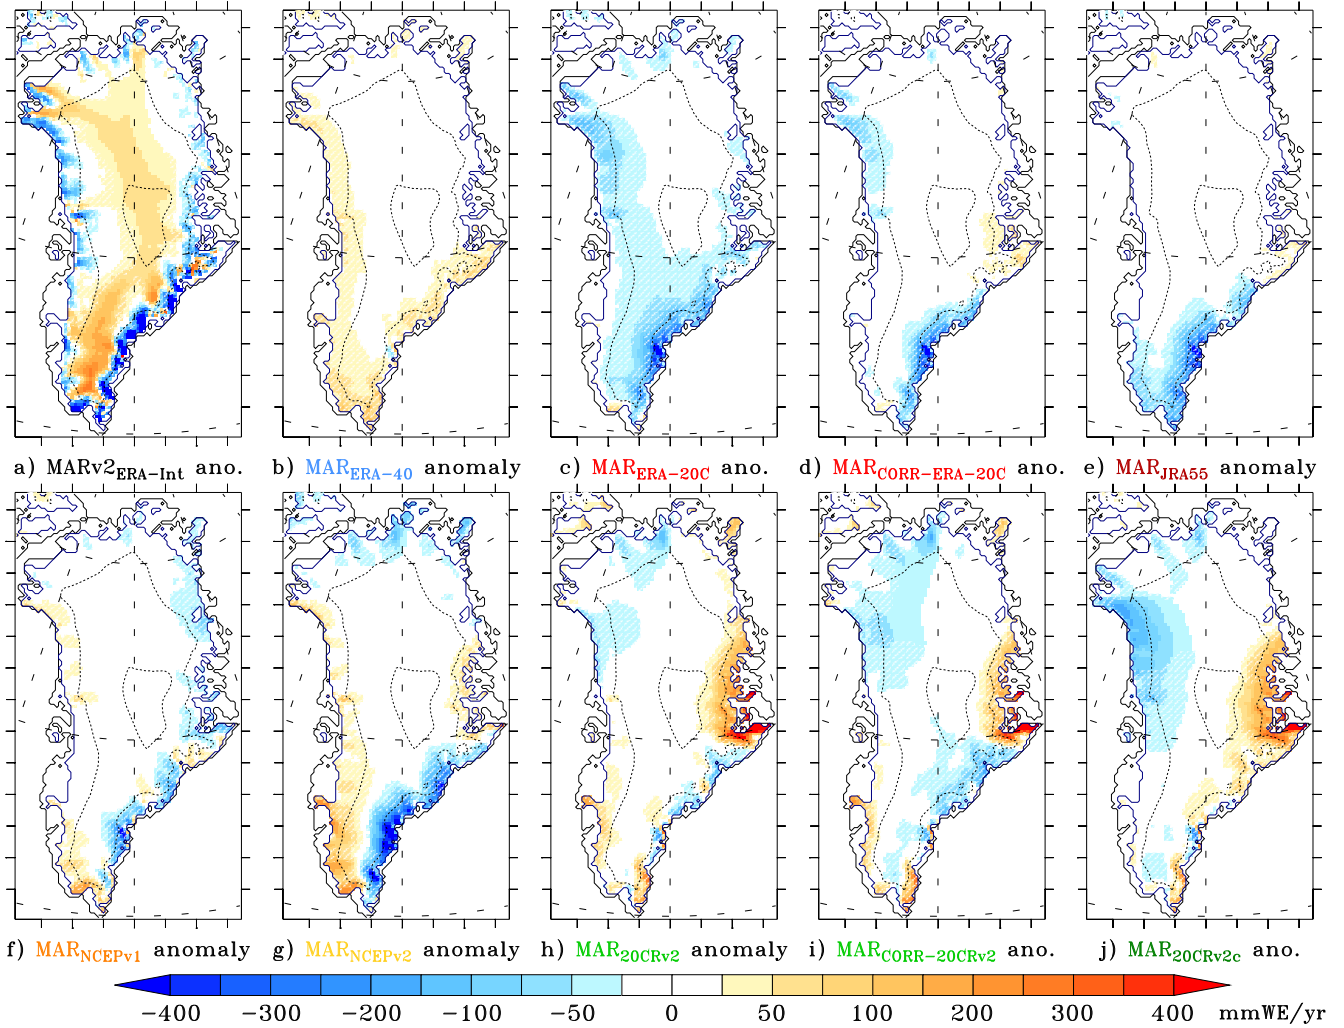 a) MARv2ERA-Int ano.
b) MARERA-40 anomaly
c) MARERA-20C ano.
d) MARCORR-ERA-20C ano.
e) MARJRA55 anomaly
f) MARNCEPv1 anomaly
g) MARNCEPv2 anomaly
h) MAR20CRv2 anomaly
i) MARCORR-20CRv2 ano.
j) MAR20CRv2c ano.
-400 -300 -200 -100 -50 0 50 100 200 300 400 mmWE/yr